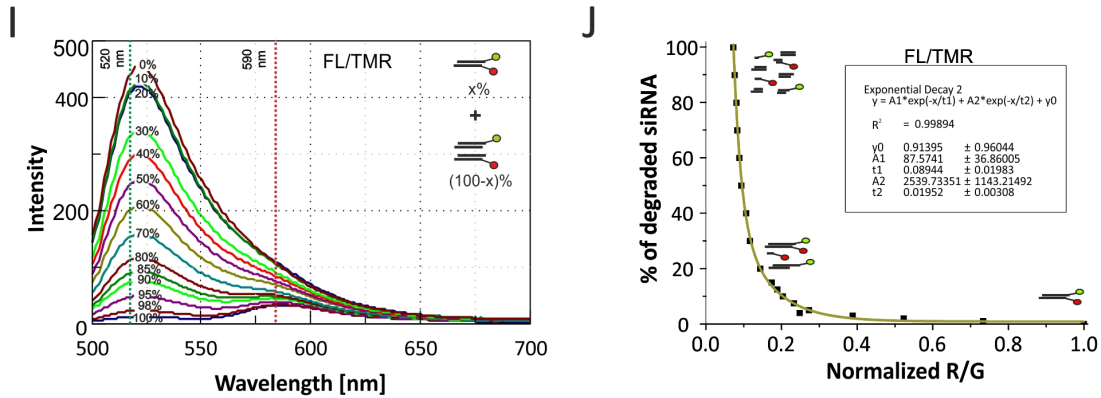 I
500
400
200
0
Intensity
520
nm
590
nm
FL/TMR
0%
10%
20%
30%
40%
50%
60%
70%
80%
85%
90%
95%
98%
100%
x%
+
(100-x)%
500
550
600
650
700
Wavelength [nm]
J
100
80
60
40
20
0
% of degraded siRNA
FL/TMR
Exponential Decay 2
y = A1*exp(-x/t1) + A2*exp(-x/t2) + y0
R² = 0.99894
y0 0.91395 ± 0.96044
A1 87.5741 ± 36.86005
t1 0.08944 ± 0.01983
A2 2539.73351 ± 1143.21492
t2 0.01952 ± 0.00308
0.0
0.2
0.4
0.6
0.8
1.0
Normalized R/G